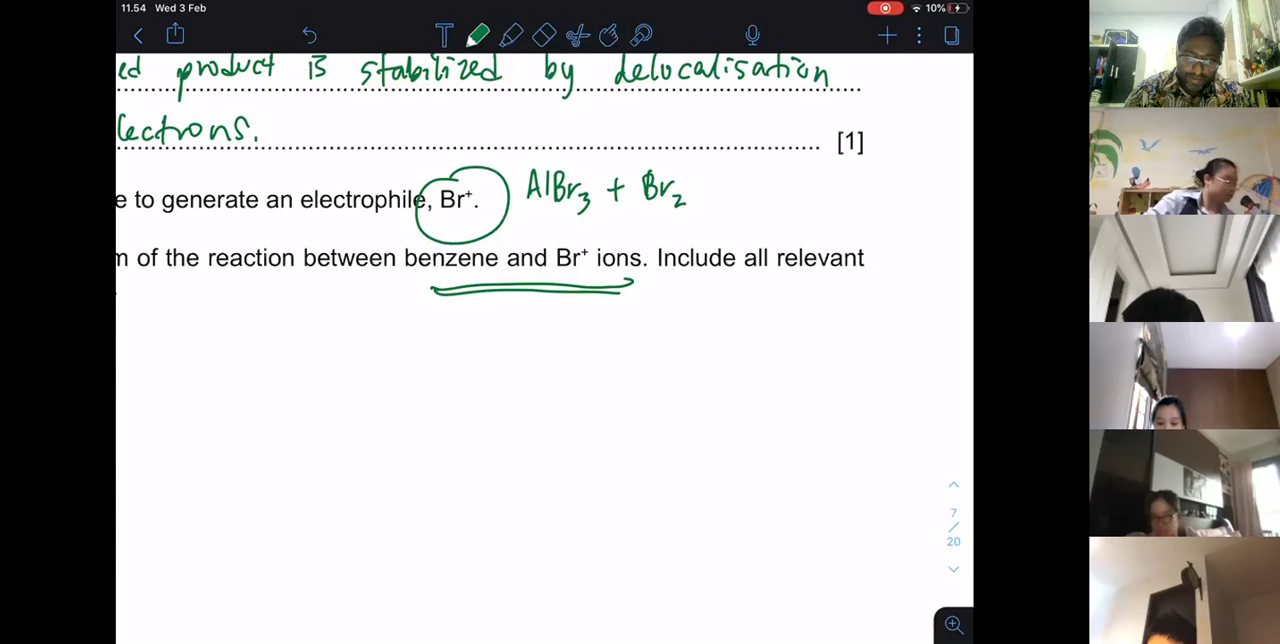 11.54 Wed 3 Feb
10%
T
ed product is stabilized by delocalisation
lectrons.
[1]
e to generate an electrophile, Br⁺. AlBr₃ + Br₂
m of the reaction between benzene and Br⁺ ions. Include all relevant
7
/
20